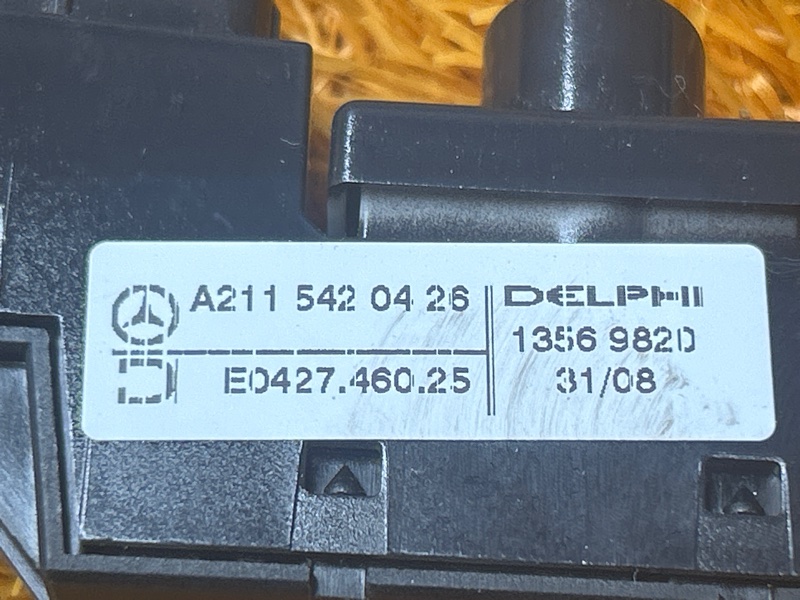 A211 542 04 26
E0427.460.25
DELPHI
1356 9820
31/08